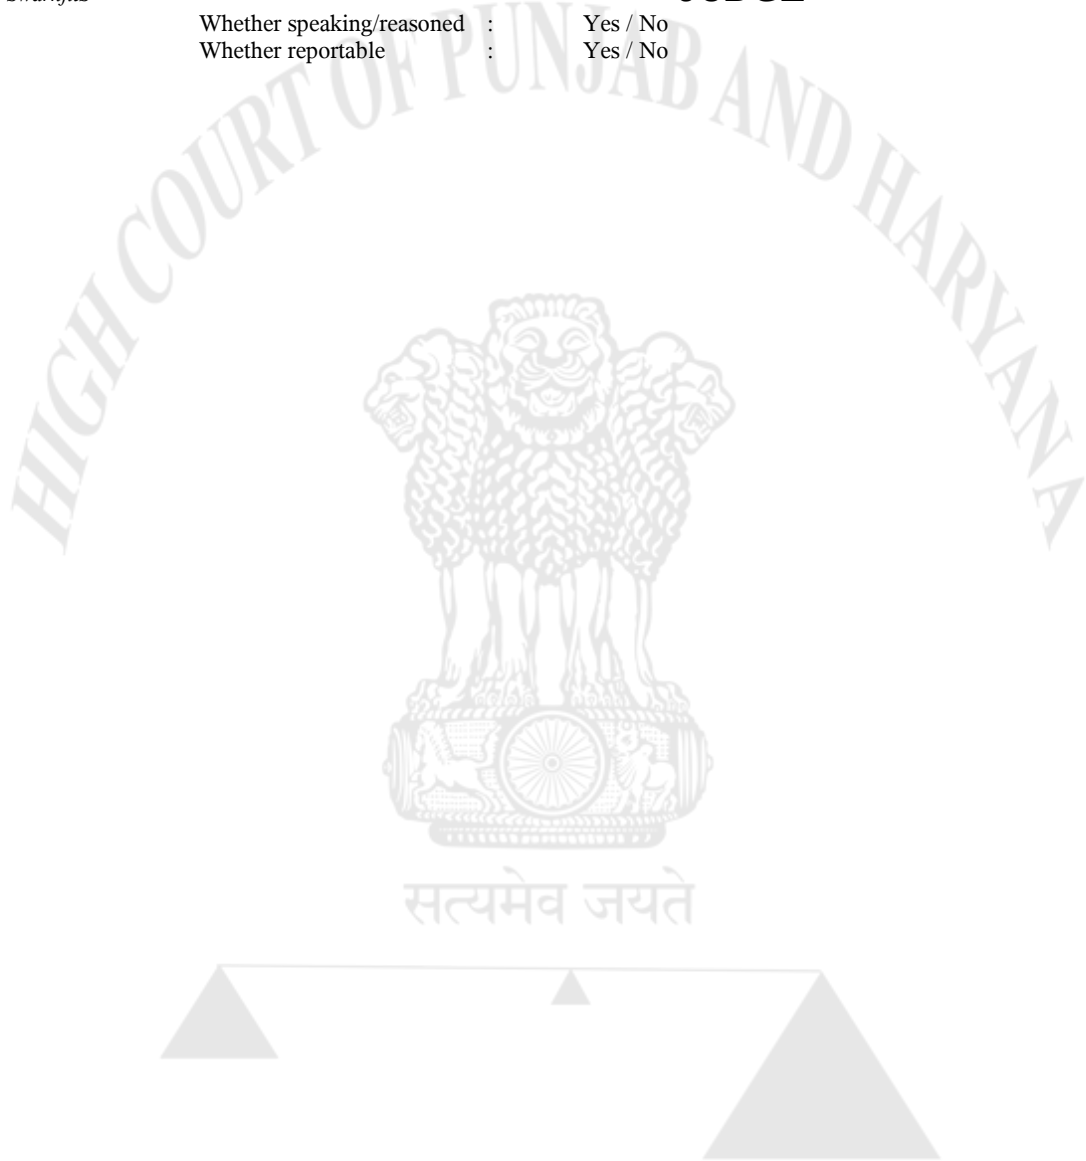 Whether speaking/reasoned : Yes / No
Whether reportable : Yes / No
HIGH COURT OF PUNJAB AND HARYANA
सत्यमेव जयते